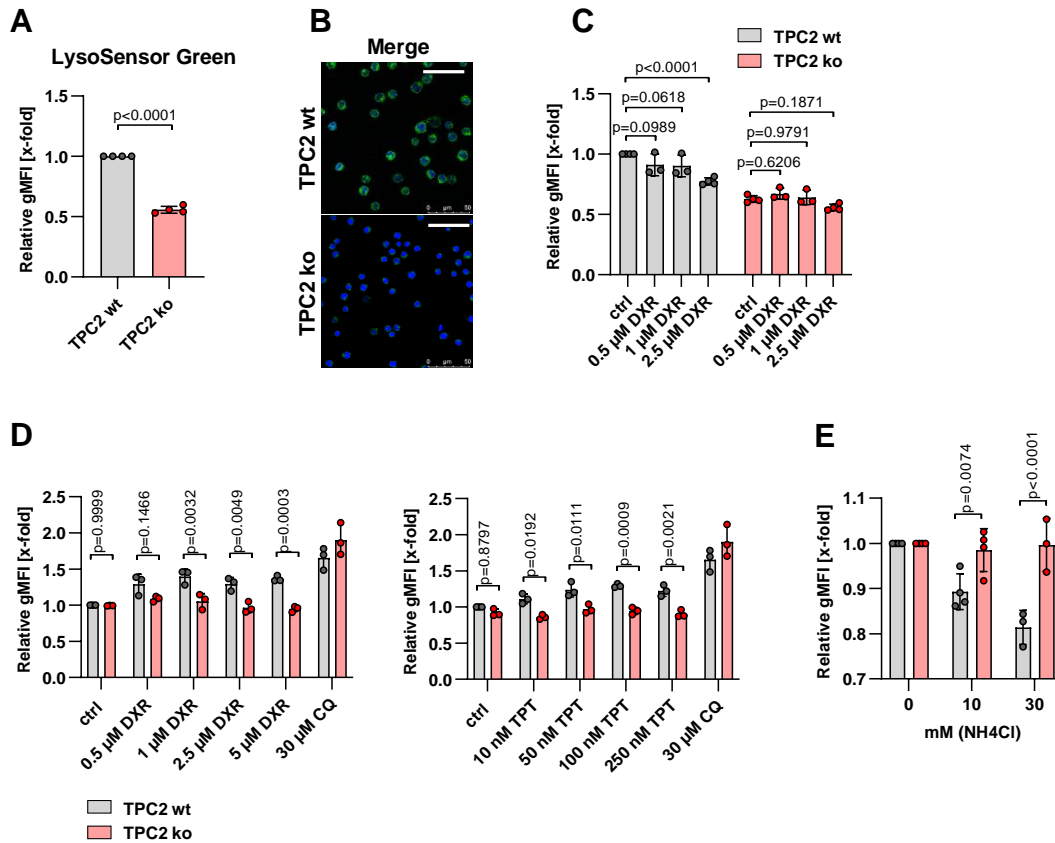 A
LysoSensor Green
Relative gMFI [x-fold]
1.5
1.0
0.5
0.0
p<0.0001
TPC2 wt
TPC2 ko
B
Merge
TPC2 wt
TPC2 ko
0 µm 50
0 µm 50
C
TPC2 wt
TPC2 ko
Relative gMFI [x-fold]
1.5
1.0
0.5
0.0
p<0.0001
p=0.0618
p=0.0989
p=0.1871
p=0.9791
p=0.6206
ctrl
0.5 µM DXR
1 µM DXR
2.5 µM DXR
ctrl
0.5 µM DXR
1 µM DXR
2.5 µM DXR
D
Relative gMFI [x-fold]
2.5
2.0
1.5
1.0
0.5
0.0
p=0.9999
p=0.1466
p=0.0032
p=0.0049
p=0.0003
ctrl
0.5 µM DXR
1 µM DXR
2.5 µM DXR
5 µM DXR
30 µM CQ
TPC2 wt
TPC2 ko
Relative gMFI [x-fold]
2.5
2.0
1.5
1.0
0.5
0.0
p=0.8797
p=0.0192
p=0.0111
p=0.0009
p=0.0021
ctrl
10 nM TPT
50 nM TPT
100 nM TPT
250 nM TPT
30 µM CQ
E
Relative gMFI [x-fold]
1.1
1.0
0.9
0.8
0.7
p=0.0074
p<0.0001
0
10
30
mM (NH4Cl)